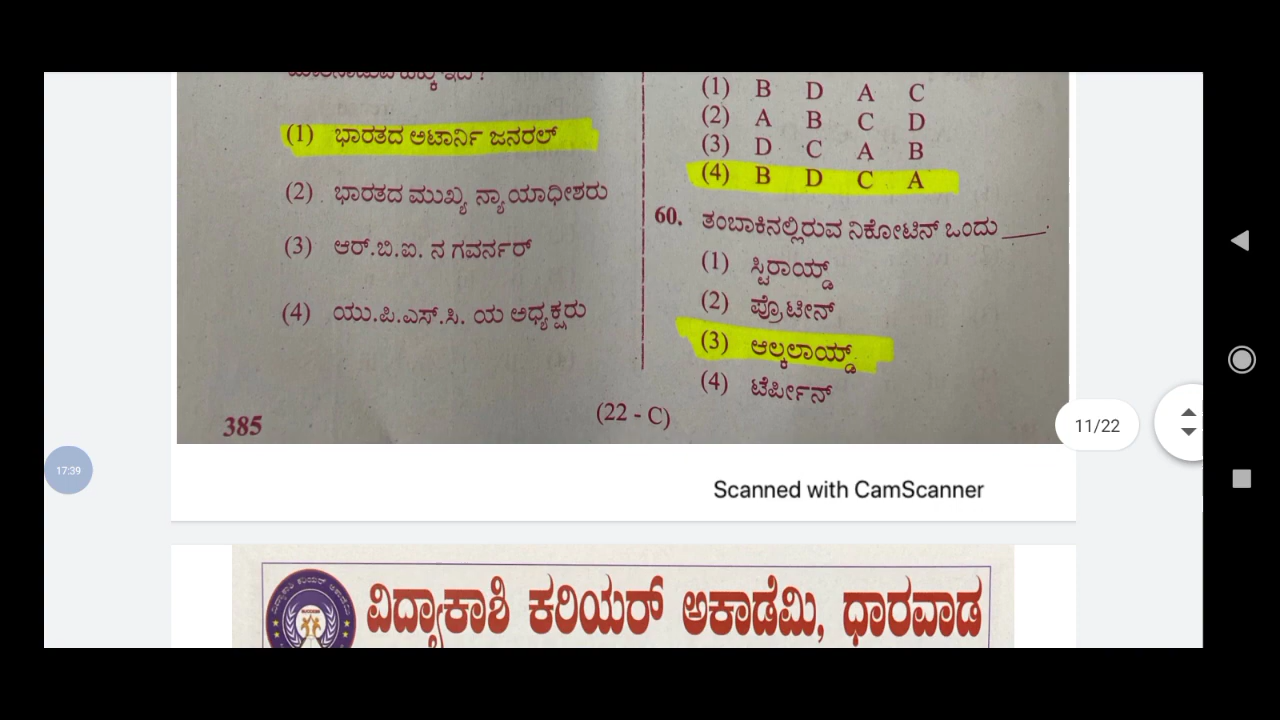 (1) ಭಾರತದ ಅಟಾರ್ನಿ ಜನರಲ್
(2) ಭಾರತದ ಮುಖ್ಯ ನ್ಯಾಯಾಧೀಶರು
(3) ಆರ್.ಬಿ.ಐ. ನ ಗವರ್ನರ್
(4) ಯು.ಪಿ.ಎಸ್.ಸಿ. ಯ ಅಧ್ಯಕ್ಷರು
(1) B D A C
(2) A B C D
(3) D C A B
(4) B D C A
60. ತಂಬಾಕಿನಲ್ಲಿರುವ ನಿಕೋಟಿನ್ ಒಂದು ____.
(1) ಸ್ಟಿರಾಯ್ಡ್
(2) ಪ್ರೊಟೀನ್
(3) ಆಲ್ಕಲಾಯ್ಡ್
(4) ಟೆರ್ಪೀನ್
385
(22 - C)
11/22
17:39
Scanned with CamScanner
ವಿದ್ಯಾಕಾಶಿ ಕರಿಯರ್ ಅಕಾಡೆಮಿ, ಧಾರವಾಡ